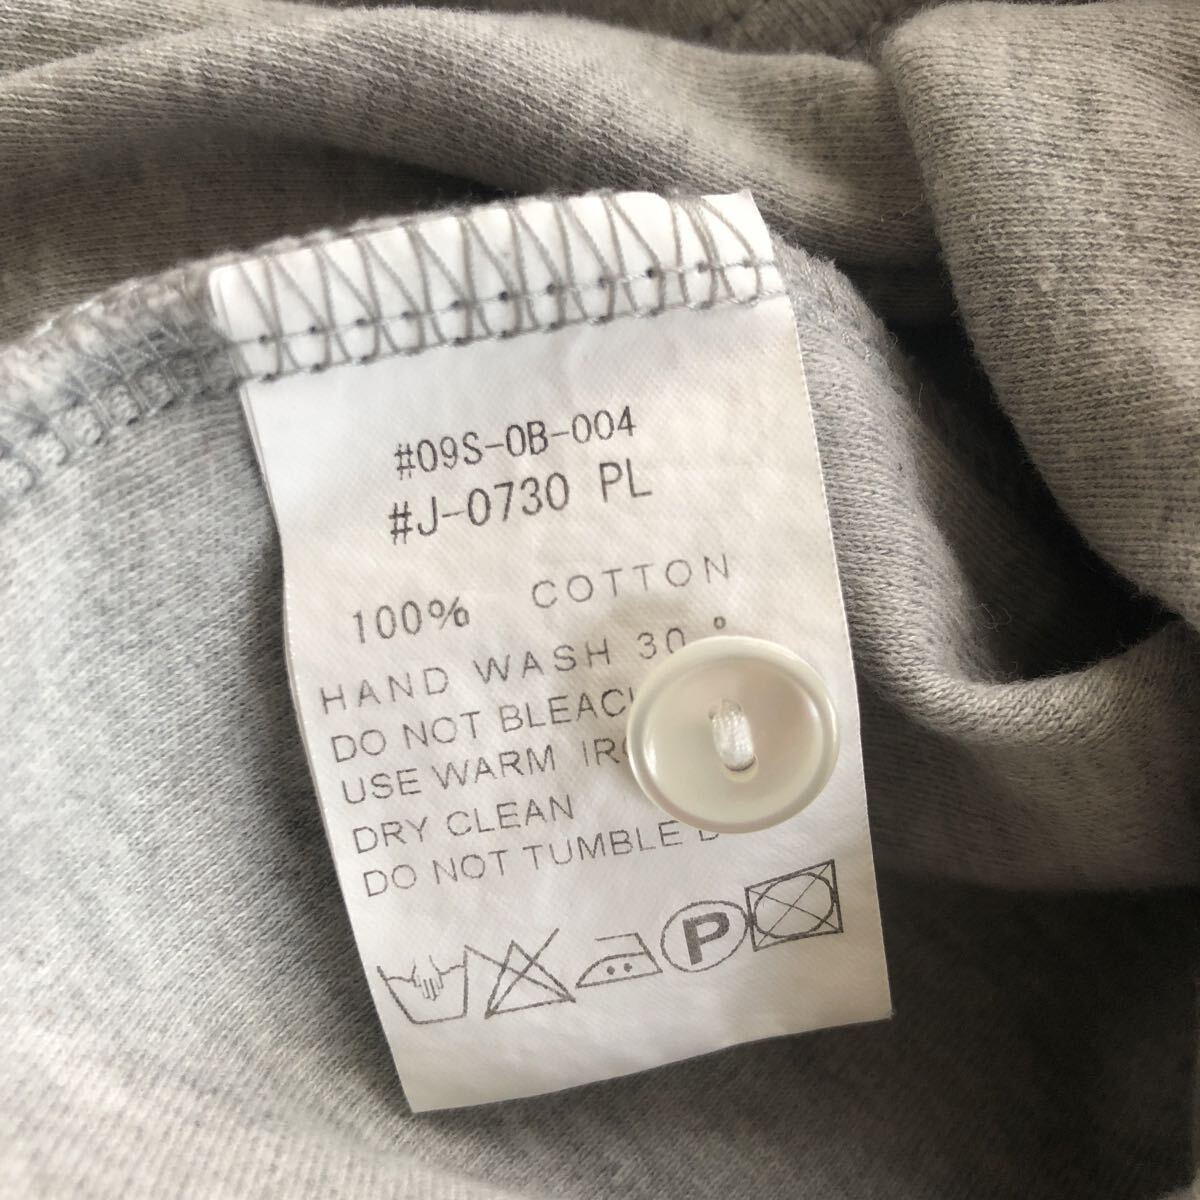 #09S-0B-004
#J-0730 PL
100% COTTON
HAND WASH 30 °
DO NOT BLEAC
USE WARM IR
DRY CLEAN
DO NOT TUMBLE D
P